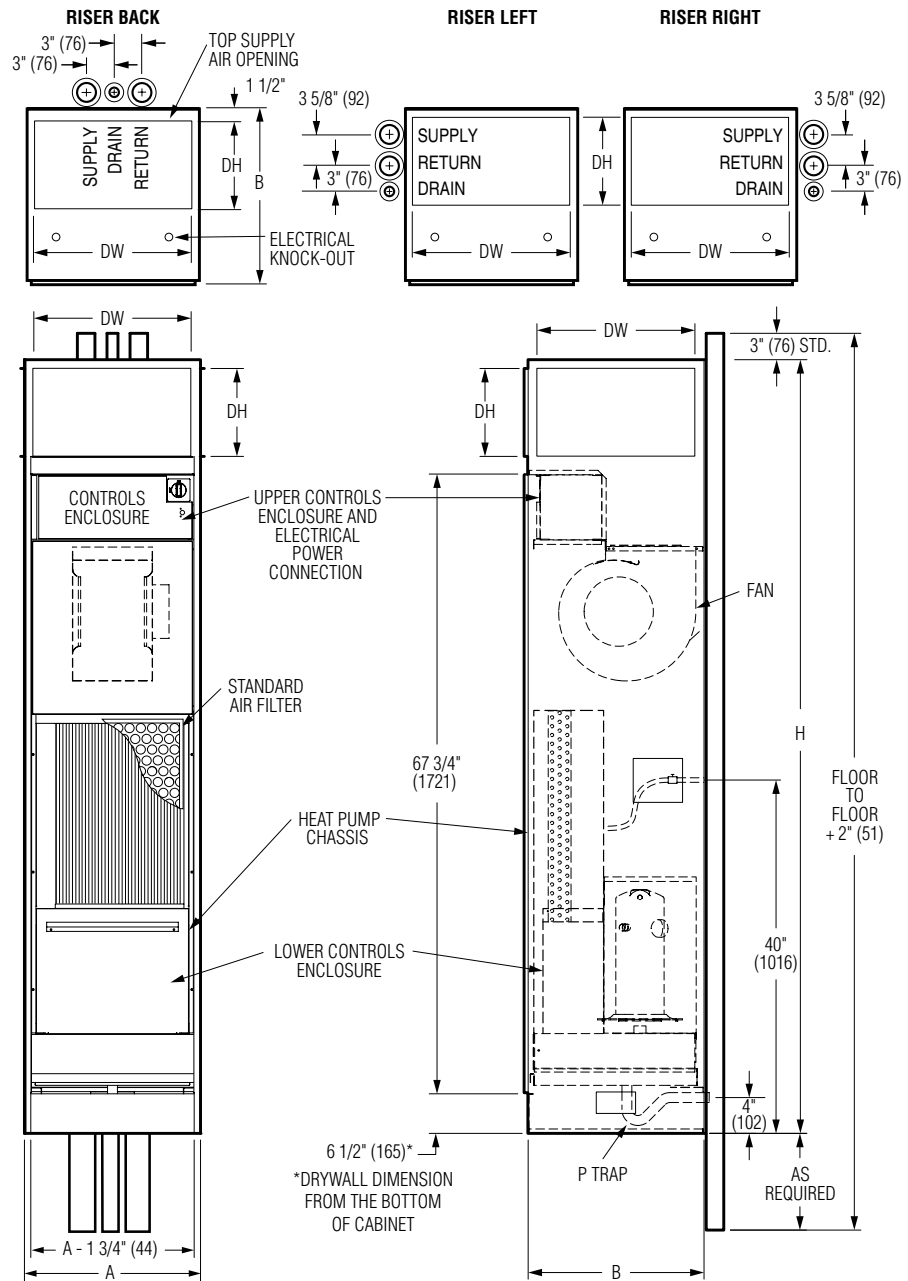 RISER BACK
RISER LEFT
RISER RIGHT
3" (76)
3" (76)
TOP SUPPLY
AIR OPENING
1 1/2"
SUPPLY
DRAIN
RETURN
DH
B
DW
ELECTRICAL
KNOCK-OUT
3 5/8" (92)
3" (76)
SUPPLY
RETURN
DRAIN
DH
DW
SUPPLY
RETURN
DRAIN
DW
3 5/8" (92)
3" (76)
DW
DH
CONTROLS
ENCLOSURE
UPPER CONTROLS
ENCLOSURE AND
ELECTRICAL
POWER
CONNECTION
STANDARD
AIR FILTER
HEAT PUMP
CHASSIS
LOWER CONTROLS
ENCLOSURE
A - 1 3/4" (44)
A
DW
DH
3" (76) STD.
FAN
67 3/4"
(1721)
H
FLOOR
TO
FLOOR
+ 2" (51)
40"
(1016)
4"
(102)
6 1/2" (165)*
*DRYWALL DIMENSION
FROM THE BOTTOM
OF CABINET
P TRAP
AS
REQUIRED
B